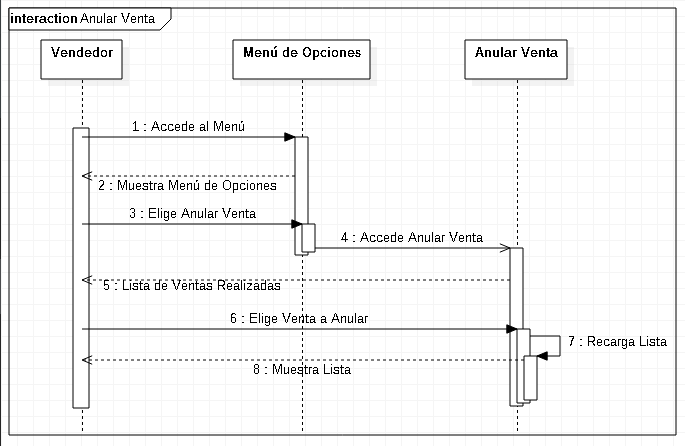 interaction Anular Venta
Vendedor
Menú de Opciones
Anular Venta
1 : Accede al Menú
2 : Muestra Menú de Opciones
3 : Elige Anular Venta
4 : Accede Anular Venta
5 : Lista de Ventas Realizadas
6 : Elige Venta a Anular
7 : Recarga Lista
8 : Muestra Lista